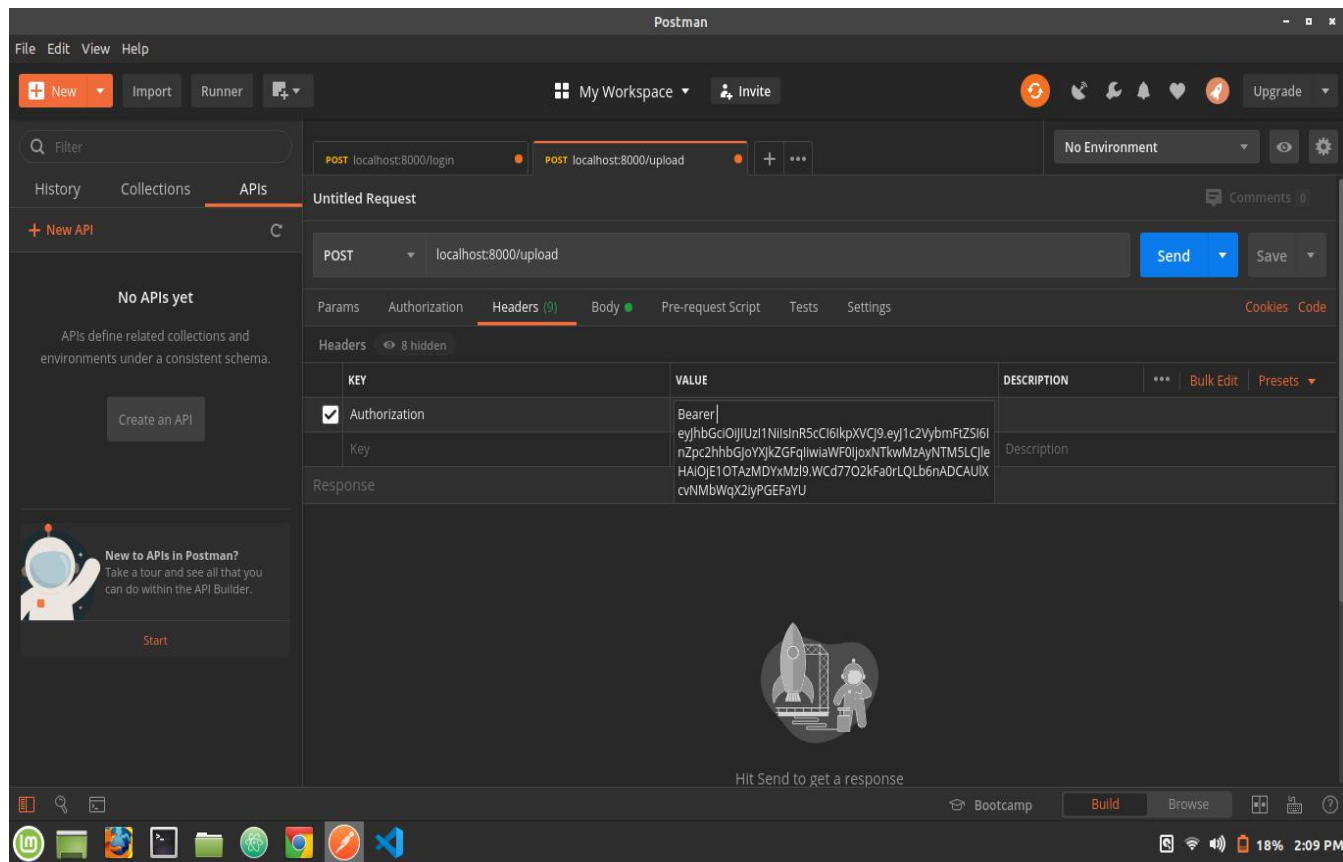 Postman
File Edit View Help
New
Import
Runner
My Workspace
Invite
Upgrade
Filter
POST localhost:8000/login
POST localhost:8000/upload
No Environment
History
Collections
APIs
Untitled Request
Comments 0
+ New API
POST
localhost:8000/upload
Send
Save
No APIs yet
APIs define related collections and
environments under a consistent schema.
Create an API
Params
Authorization
Headers (9)
Body
Pre-request Script
Tests
Settings
Cookies Code
Headers
8 hidden
KEY
VALUE
DESCRIPTION
Bulk Edit
Presets
Authorization
Bearer
eyJhbGciOiJIUzI1NiIsInR5cCI6IkpXVCJ9.eyJ1c2VybmFtZSI6I
nZpc2hhbGJoYXJkZGFqIiwiaWF0IjoxNTkwMzAyNTM5LCJle
HAiOjE1OTAzMDYxMzl9.WCd77O2kFa0rLQLb6nADCAUlX
cvNMbWqX2iyPGEFaYU
Key
Description
Response
New to APIs in Postman?
Take a tour and see all that you
can do within the API Builder.
Start
Hit Send to get a response
Bootcamp
Build
Browse
18% 2:09 PM